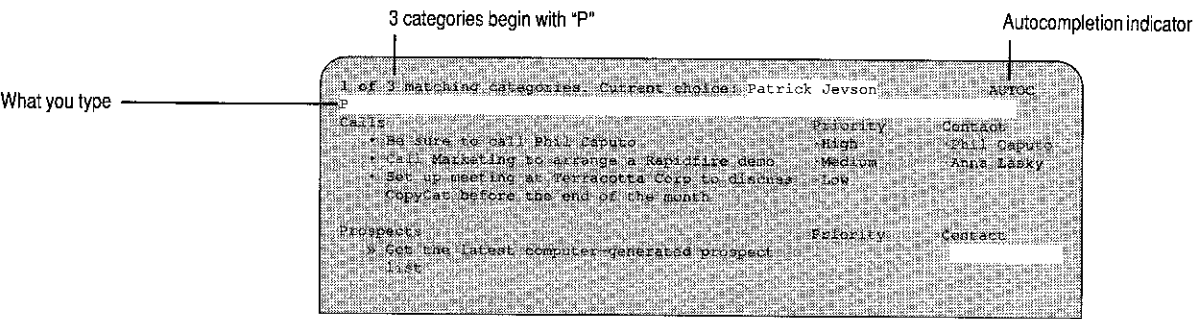 3 categories begin with “P”
Autocompletion indicator
1 of 3 matching categories. Current choice: Patrick Jevson AUTOC
What you type
P
Calls Priority Contact
• Be sure to call Phil Caputo ·High ·Phil Caputo
• Call Marketing to arrange a Rapidfire demo ·Medium ·Anna Lasky
• Set up meeting at Terracotta Corp to discuss ·Low
CopyCat before the end of the month
Prospects Priority Contact
» Get the latest computer-generated prospect
list